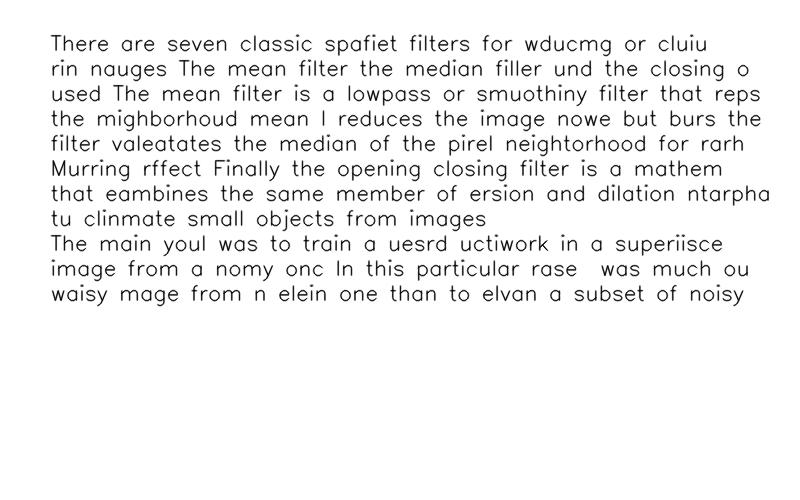 There are seven classic spafiet filters for wducmg or cluiu
rin nauges The mean filter the median filler und the closing o
used The mean filter is a lowpass or smuothiny filter that reps
the mighborhoud mean I reduces the image nowe but burs the
filter valeatates the median of the pirel neightorhood for rarh
Murring rffect Finally the opening closing filter is a mathem
that eambines the same member of ersion and dilation ntarpha
tu clinmate small objects from images
The main youl was to train a uesrd uctiwork in a superiisce
image from a nomy onc In this particular rase was much ou
waisy mage from n elein one than to elvan a subset of noisy